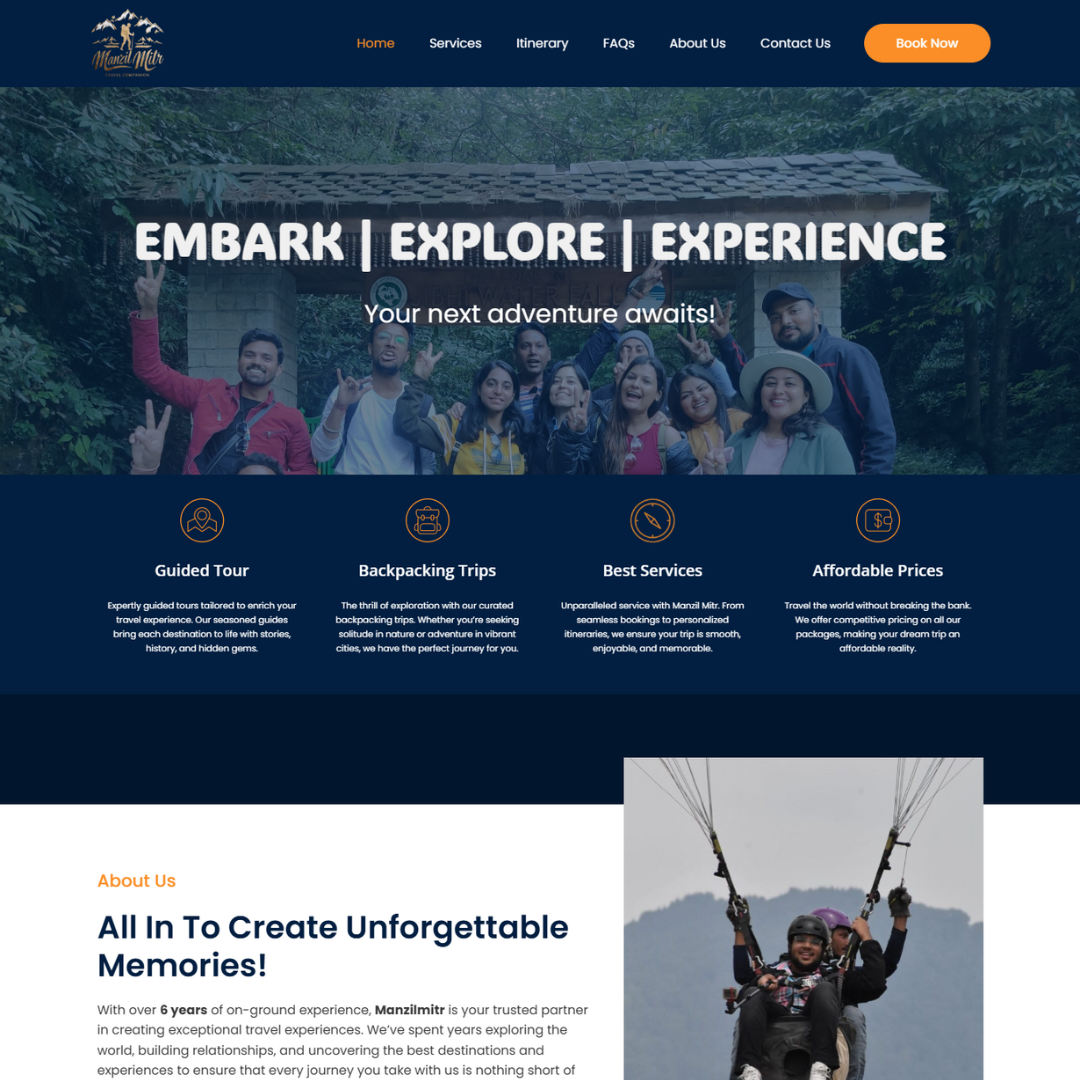 Manzil Mitr
TRAVEL COMPANION
Home
Services
Itinerary
FAQs
About Us
Contact Us
Book Now
EMBARK | EXPLORE | EXPERIENCE
Your next adventure awaits!
Guided Tour
Expertly guided tours tailored to enrich your
travel experience. Our seasoned guides
bring each destination to life with stories,
history, and hidden gems.
Backpacking Trips
The thrill of exploration with our curated
backpacking trips. Whether you’re seeking
solitude in nature or adventure in vibrant
cities, we have the perfect journey for you.
Best Services
Unparalleled service with Manzil Mitr. From
seamless bookings to personalized
itineraries, we ensure your trip is smooth,
enjoyable, and memorable.
Affordable Prices
Travel the world without breaking the bank.
We offer competitive pricing on all our
packages, making your dream trip an
affordable reality.
About Us
All In To Create Unforgettable
Memories!
With over 6 years of on-ground experience, Manzilmitr is your trusted partner
in creating exceptional travel experiences. We’ve spent years exploring the
world, building relationships, and uncovering the best destinations and
experiences to ensure that every journey you take with us is nothing short of